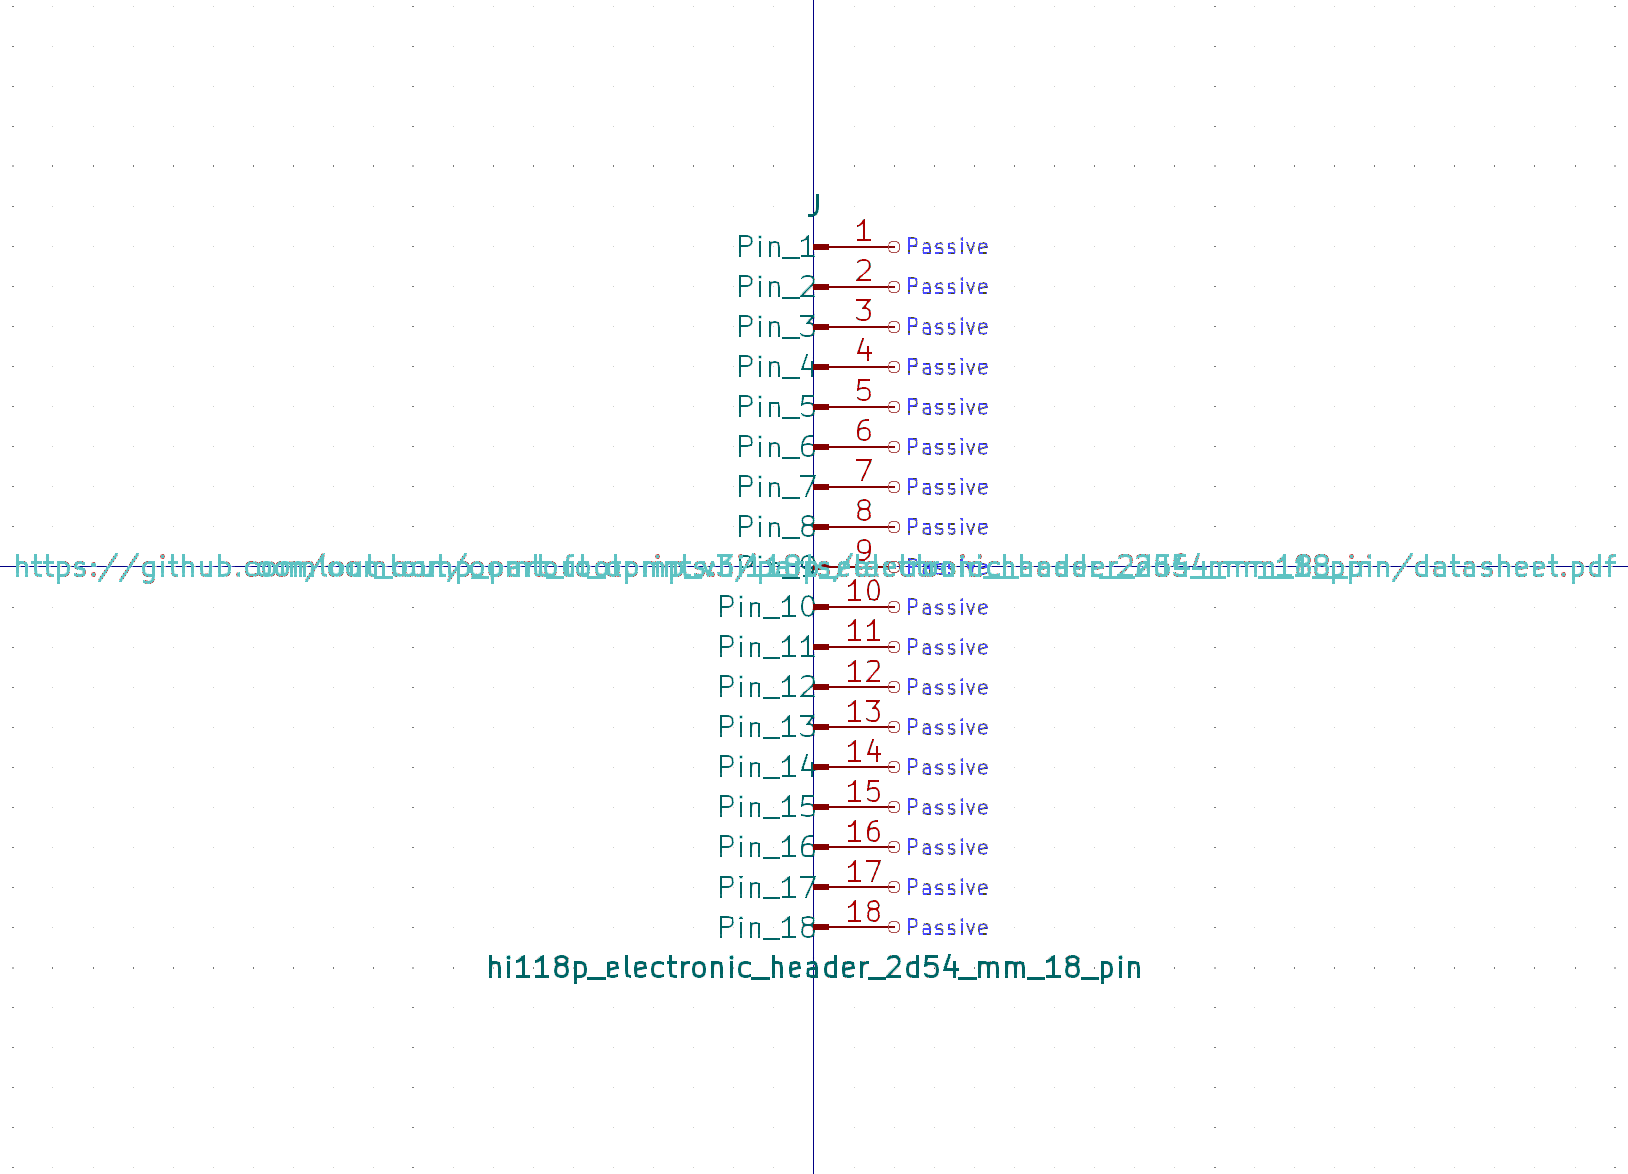 J
Pin_1 1 Passive
Pin_2 2 Passive
Pin_3 3 Passive
Pin_4 4 Passive
Pin_5 5 Passive
Pin_6 6 Passive
Pin_7 7 Passive
Pin_8 8 Passive
https://github. 9 pin/datasheet.pdf
Pin_10 10 Passive
Pin_11 11 Passive
Pin_12 12 Passive
Pin_13 13 Passive
Pin_14 14 Passive
Pin_15 15 Passive
Pin_16 16 Passive
Pin_17 17 Passive
Pin_18 18 Passive
hi118p_electronic_header_2d54_mm_18_pin